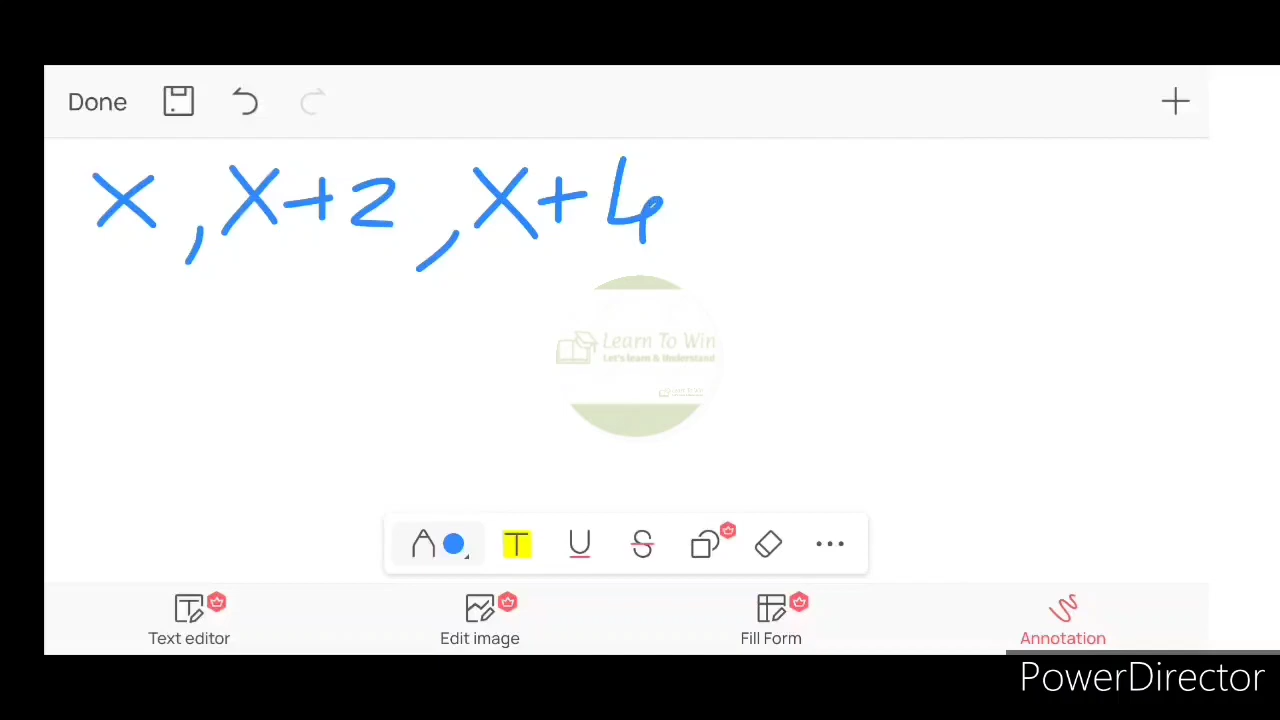 Done
x, x+2, x+4
Learn To Win
Let's learn & Understand
T U S
Text editor Edit image Fill Form Annotation
PowerDirector